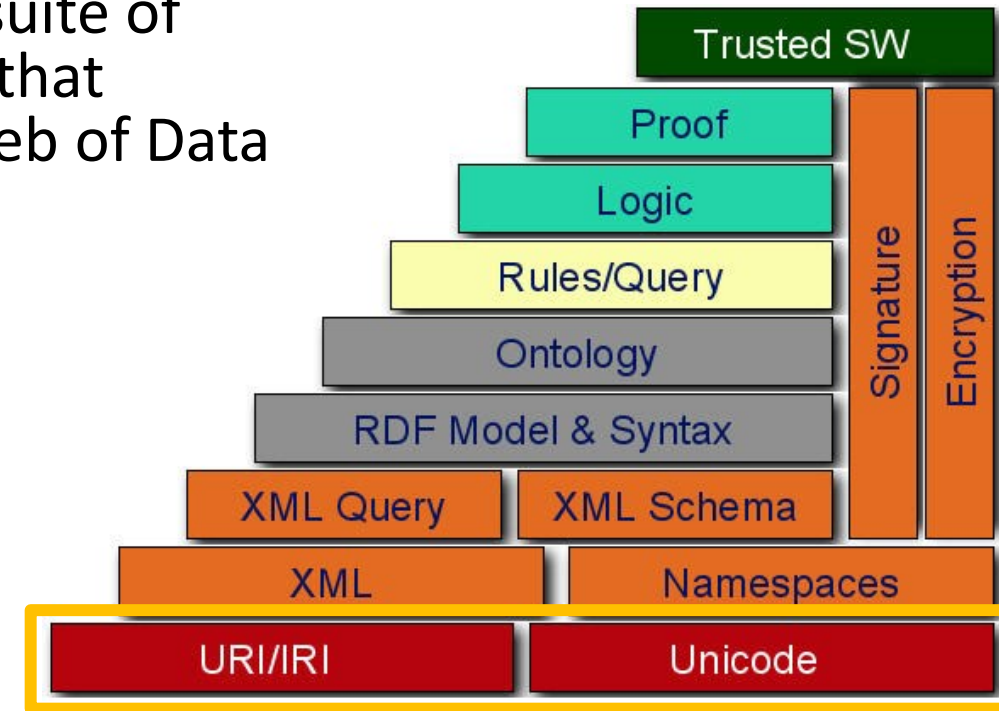 suite of
that
eb of Data
Trusted SW
Proof
Logic
Rules/Query
Ontology
RDF Model & Syntax
XML Query
XML Schema
Signature
Encryption
XML
Namespaces
URI/IRI
Unicode